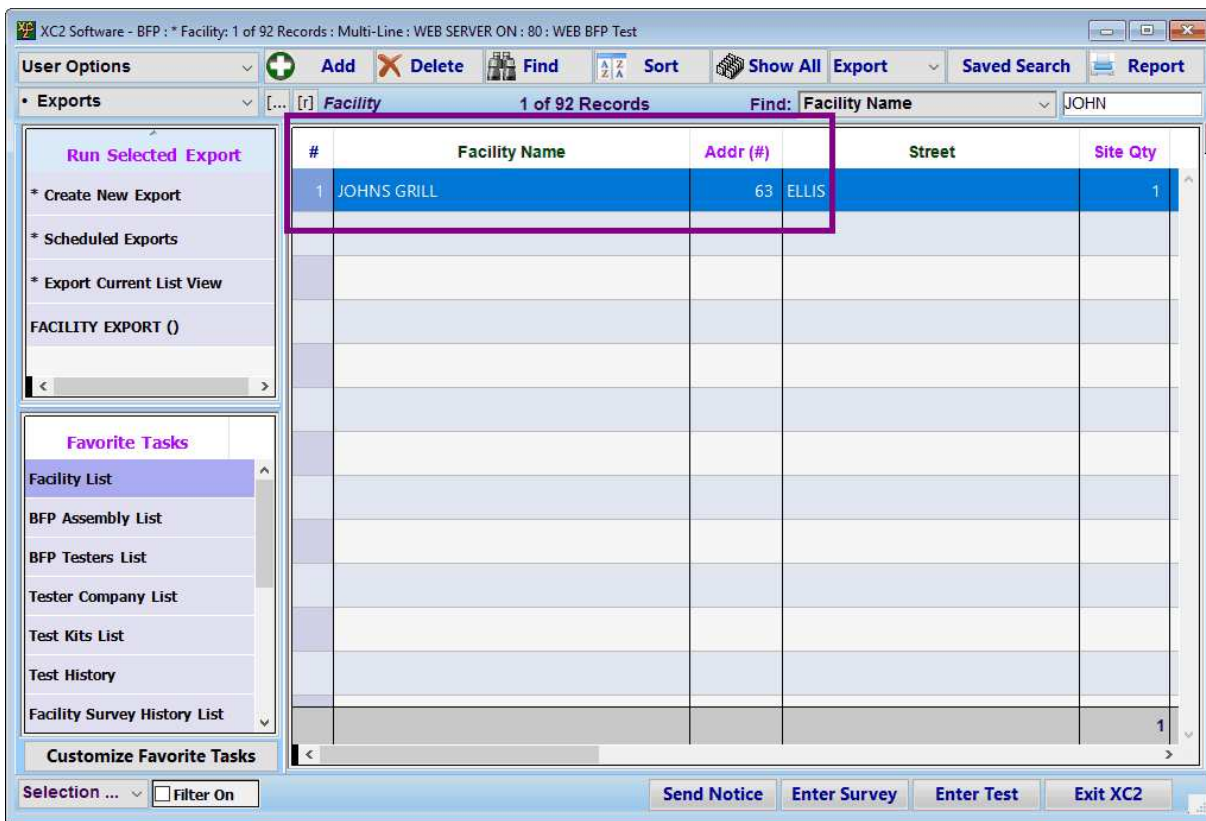 XC2 Software - BFP : * Facility: 1 of 92 Records : Multi-Line : WEB SERVER ON : 80 : WEB BFP Test
User Options Add Delete Find Sort Show All Export Saved Search Report
• Exports [... [r] Facility 1 of 92 Records Find: Facility Name JOHN
Run Selected Export
* Create New Export
* Scheduled Exports
* Export Current List View
FACILITY EXPORT ()
Favorite Tasks
Facility List
BFP Assembly List
BFP Testers List
Tester Company List
Test Kits List
Test History
Facility Survey History List
Customize Favorite Tasks
# Facility Name Addr (#) Street Site Qty
1 JOHNS GRILL 63 ELLIS 1
1
Selection ... Filter On Send Notice Enter Survey Enter Test Exit XC2